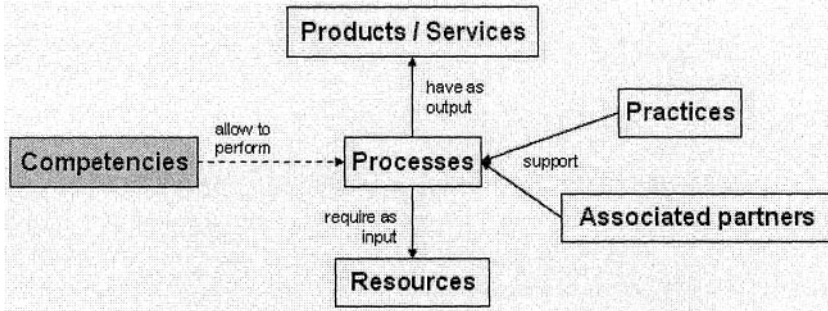 Products / Services
have as
output
Practices
allow to
perform
Competencies
Processes
support
Associated partners
require as
input
Resources